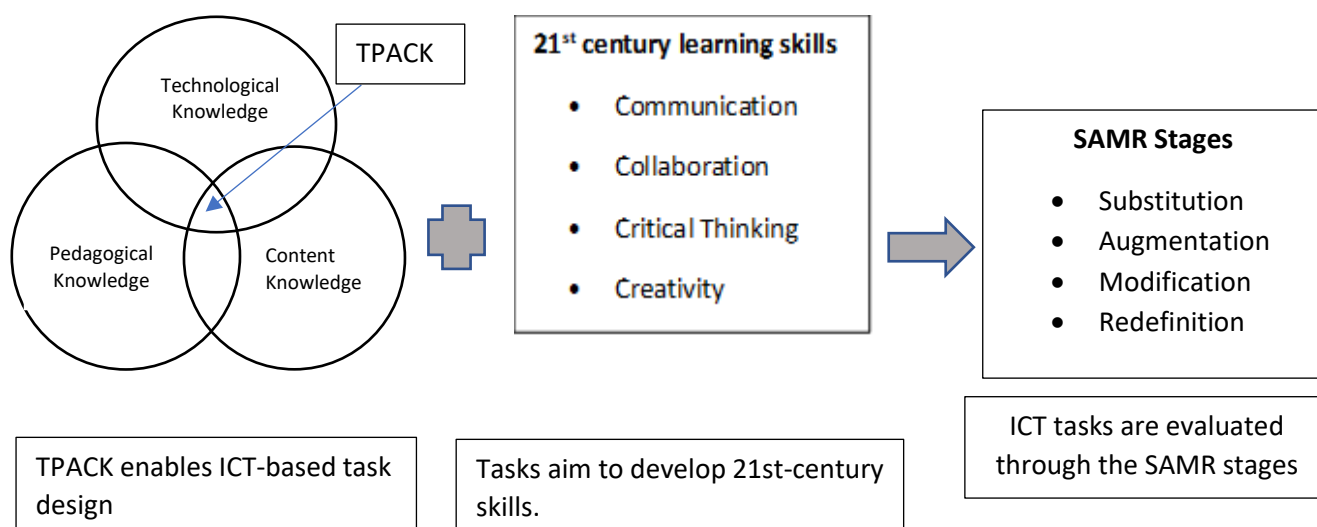 TPACK
Technological
Knowledge
Pedagogical
Knowledge
Content
Knowledge
21st century learning skills
• Communication
• Collaboration
• Critical Thinking
• Creativity
SAMR Stages
• Substitution
• Augmentation
• Modification
• Redefinition
TPACK enables ICT-based task
design
Tasks aim to develop 21st-century
skills.
ICT tasks are evaluated
through the SAMR stages